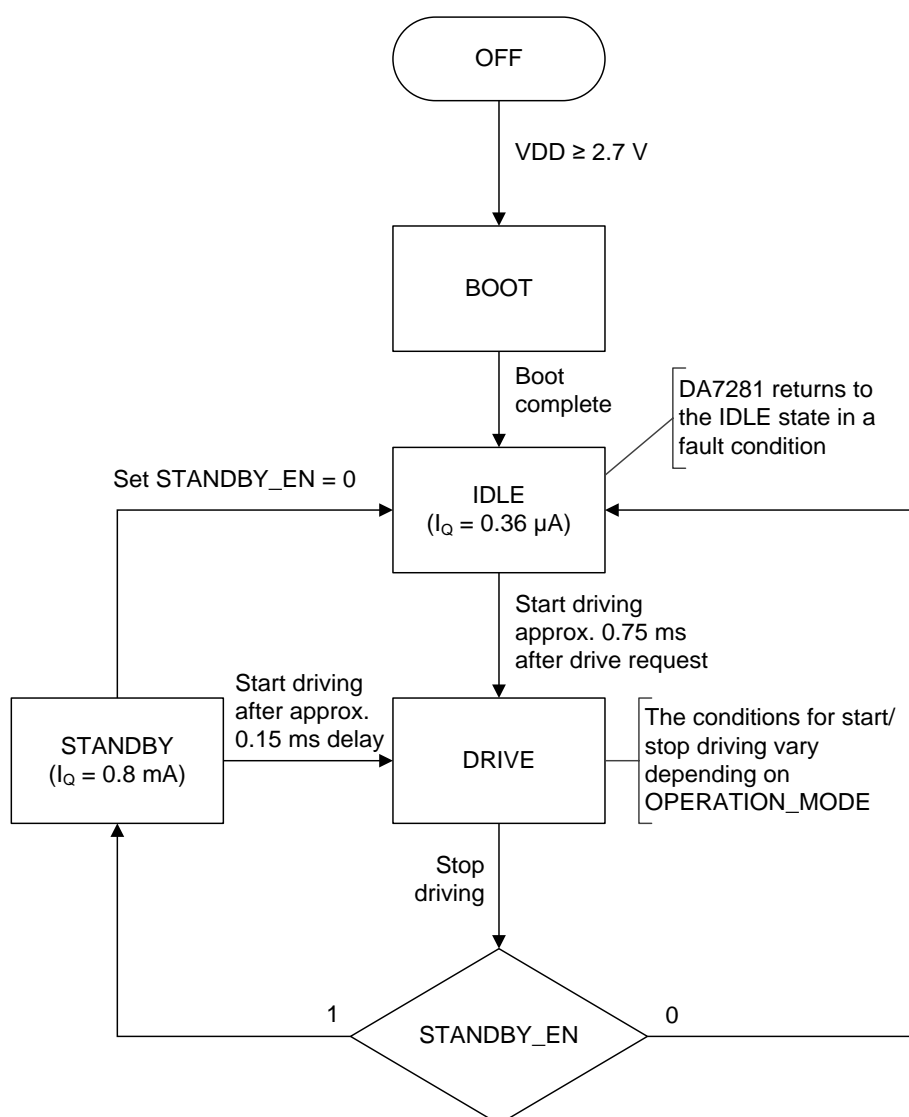 OFF
VDD ≥ 2.7 V
BOOT
Boot
complete
DA7281 returns to
the IDLE state in a
fault condition
Set STANDBY_EN = 0
IDLE
(IQ = 0.36 µA)
Start driving
approx. 0.75 ms
after drive request
Start driving
after approx.
0.15 ms delay
STANDBY
(IQ = 0.8 mA)
DRIVE
The conditions for start/
stop driving vary
depending on
OPERATION_MODE
Stop
driving
1
STANDBY_EN
0